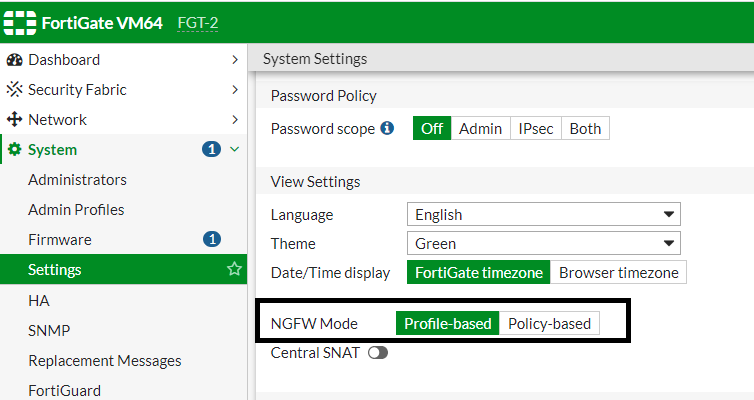 FortiGate VM64 FGT-2
Dashboard
Security Fabric
Network
System 1
Administrators
Admin Profiles
Firmware 1
Settings
HA
SNMP
Replacement Messages
FortiGuard
System Settings
Password Policy
Password scope Off Admin IPsec Both
View Settings
Language English
Theme Green
Date/Time display FortiGate timezone Browser timezone
NGFW Mode Profile-based Policy-based
Central SNAT